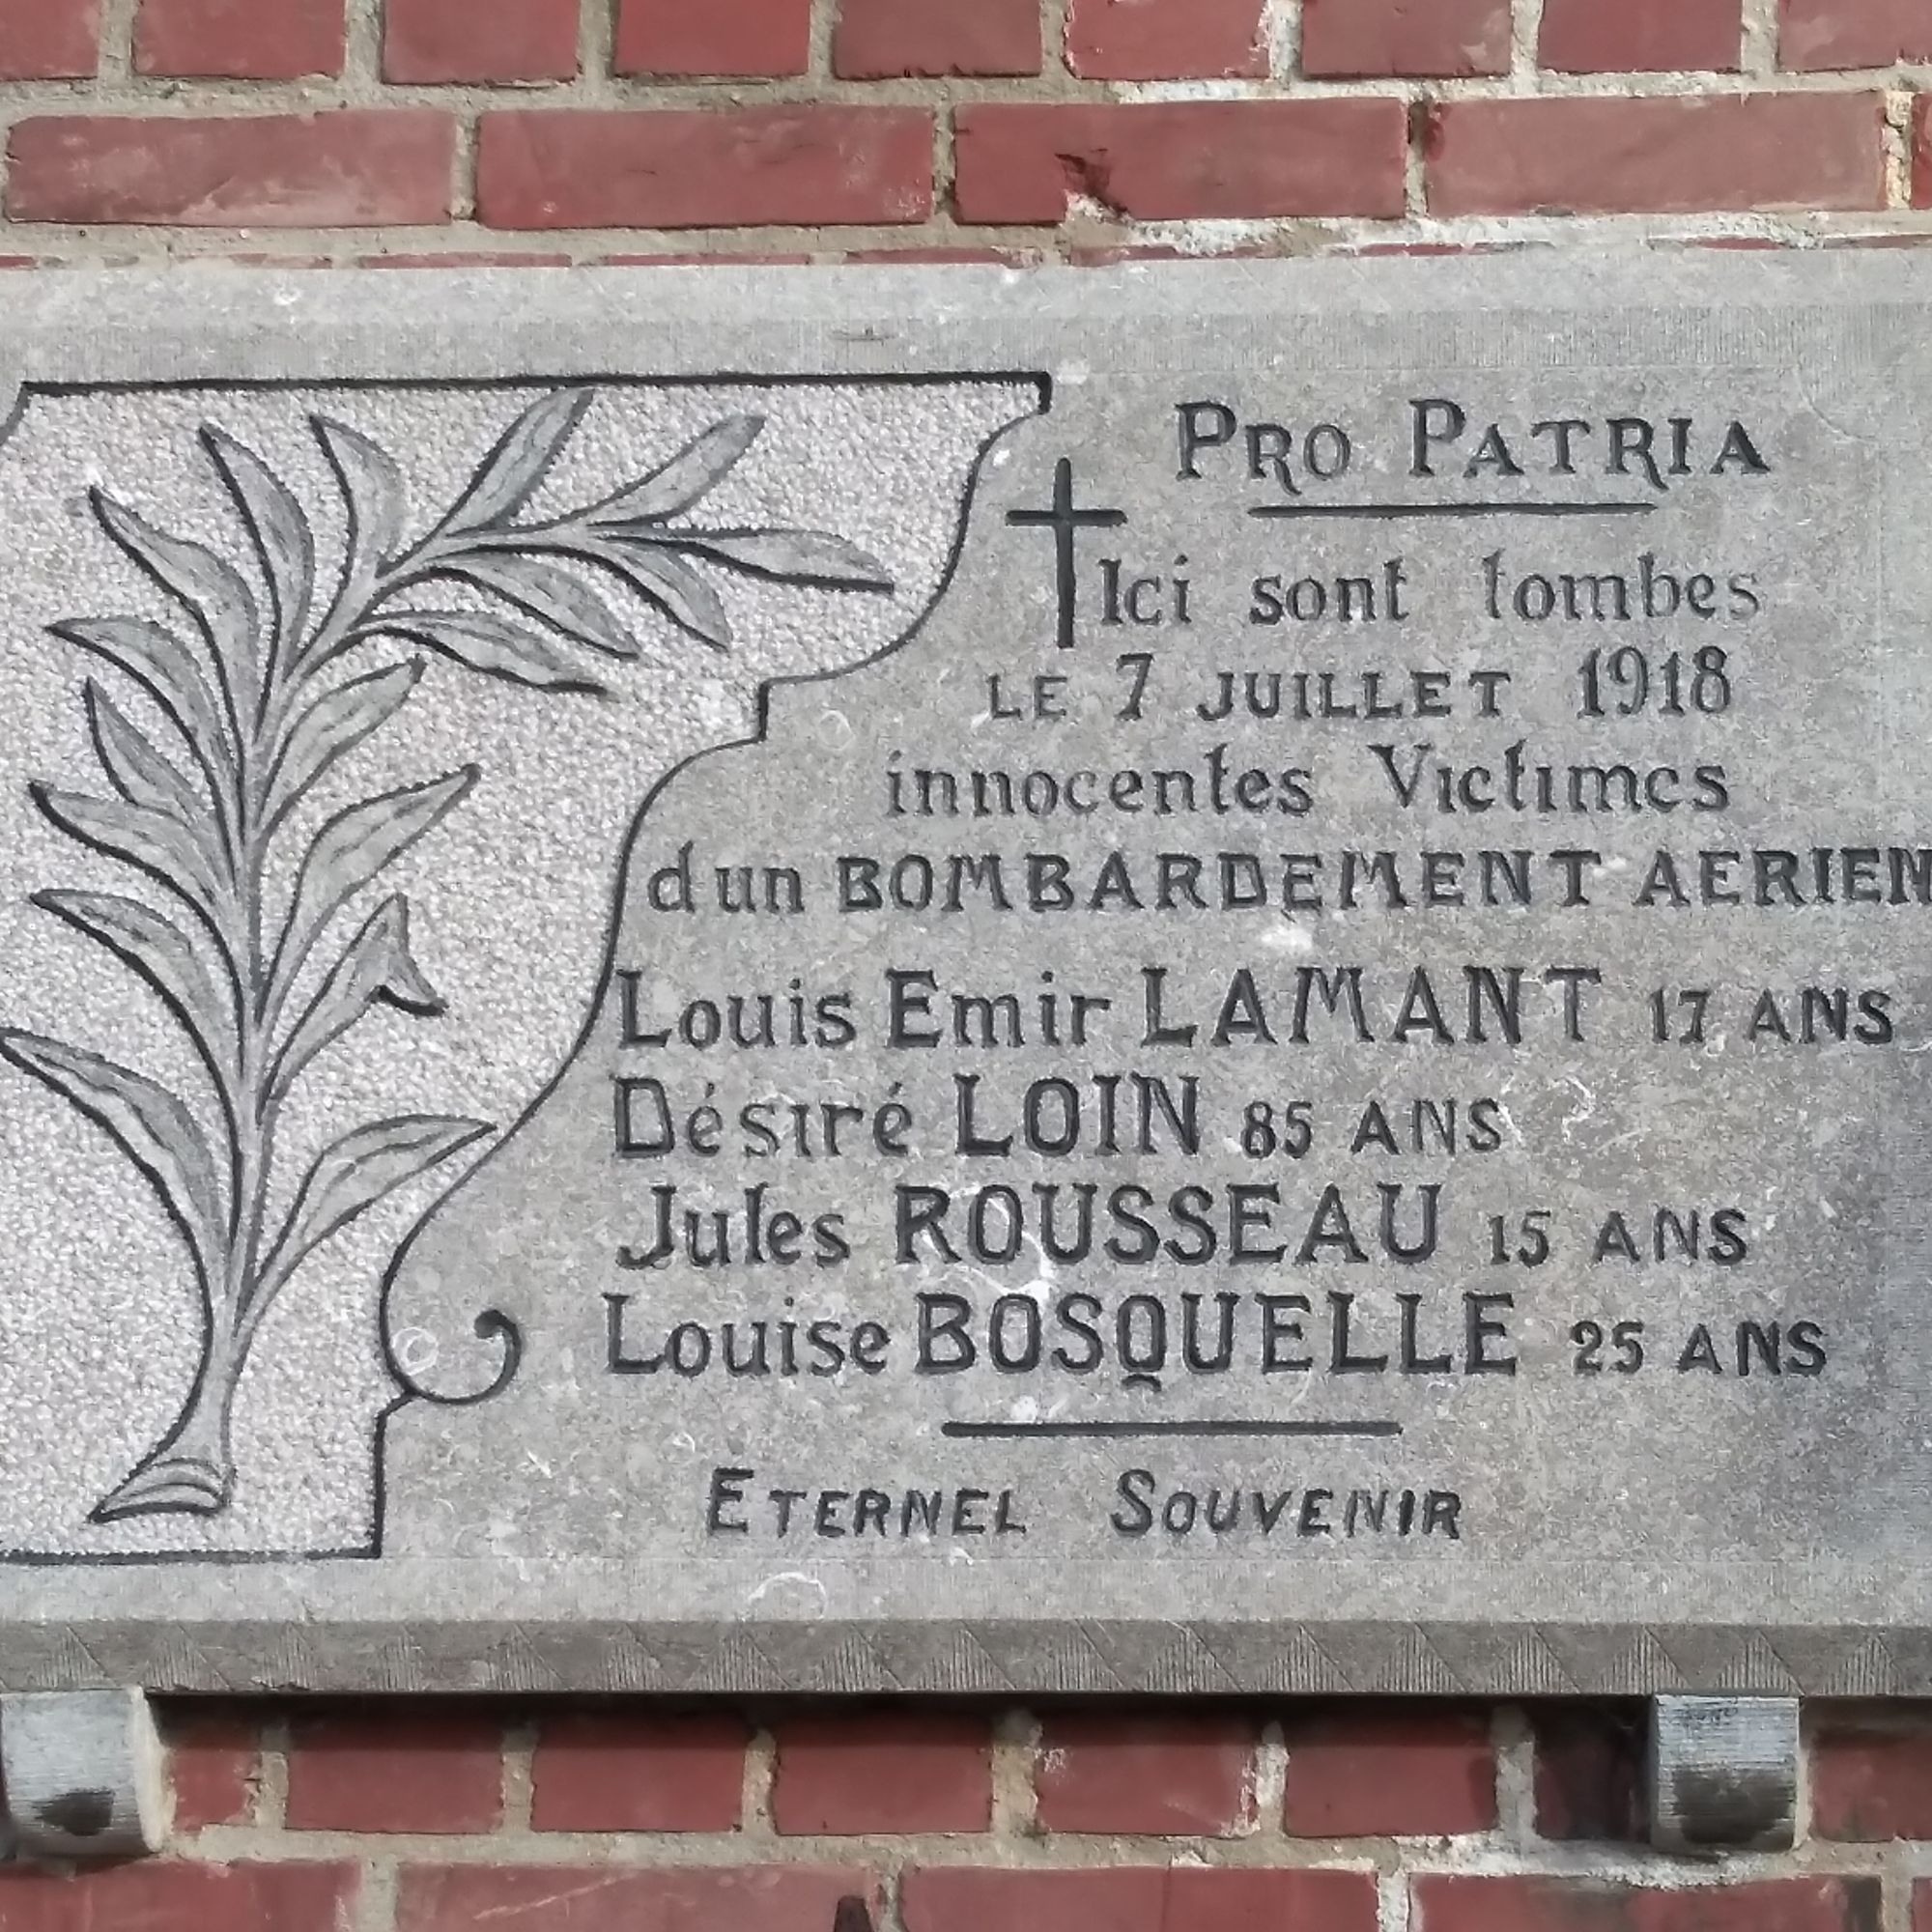 PRO PATRIA
Ici sont tombes
LE 7 JUILLET 1918
innocentes Victimes
d'un BOMBARDEMENT AERIEN
Louis Emir LAMANT 17 ANS
Désiré LOIN 85 ANS
Jules ROUSSEAU 15 ANS
Louise BOSQUELLE 25 ANS
ETERNEL SOUVENIR